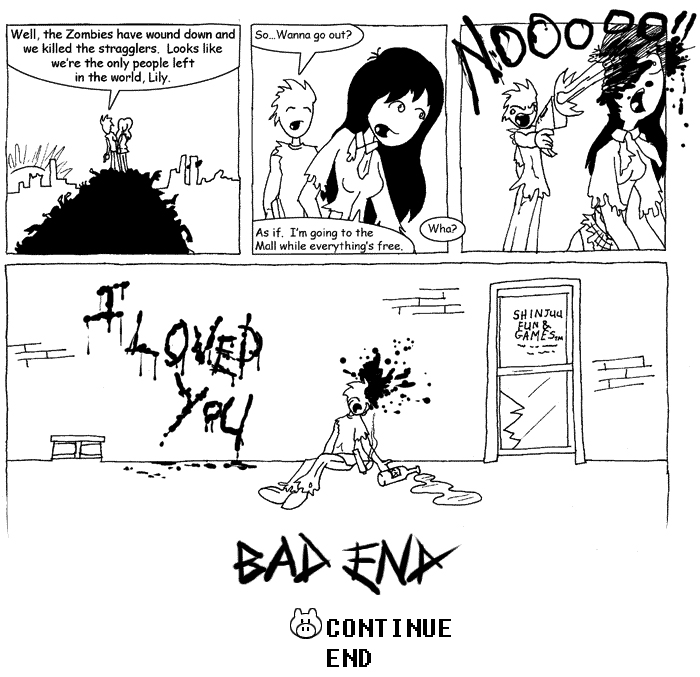 Well, the Zombies have wound down and
we killed the stragglers. Looks like
we're the only people left
in the world, Lily.
So...Wanna go out?
As if. I'm going to the
Mall while everything's free.
Wha?
NOOoooo!!
I
LOVED
YOU
SHINJUU
FUN &
GAMES™
BAD END
CONTINUE
END